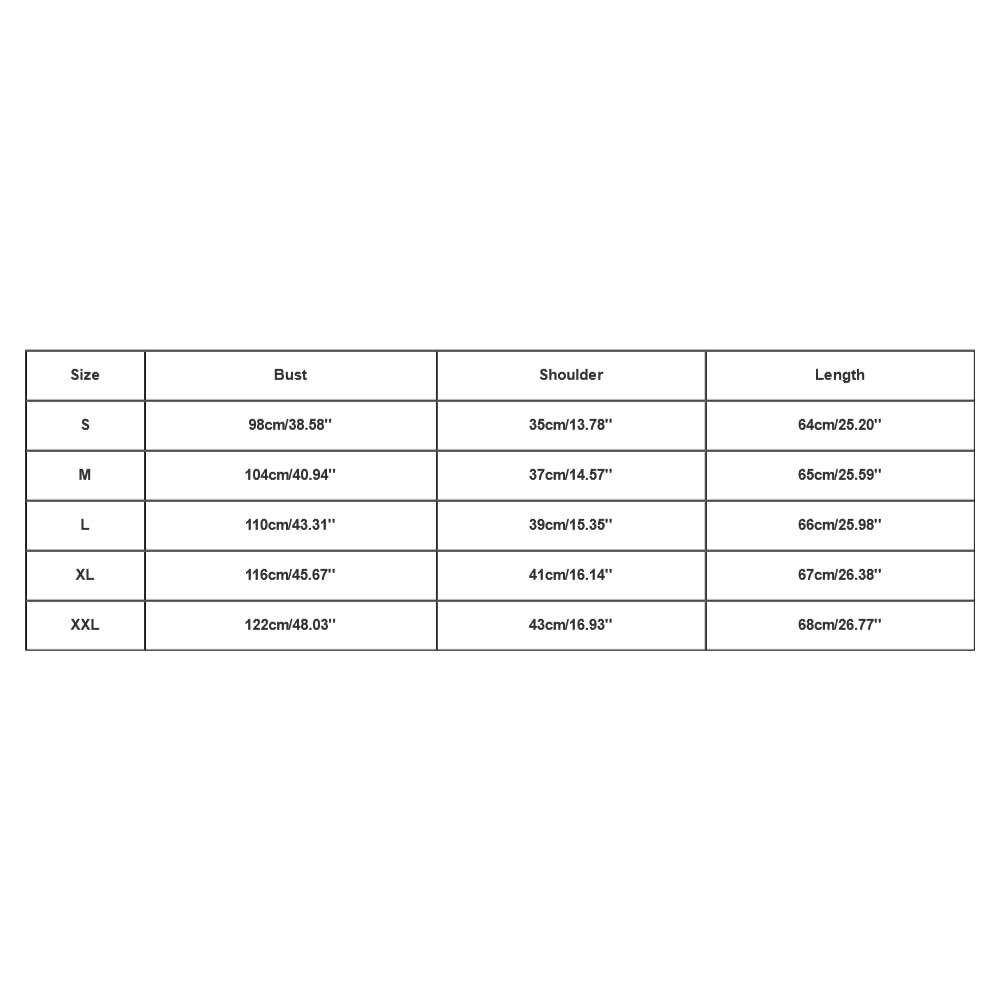 Size Bust Shoulder Length
S 98cm/38.58'' 35cm/13.78'' 64cm/25.20''
M 104cm/40.94'' 37cm/14.57'' 65cm/25.59''
L 110cm/43.31'' 39cm/15.35'' 66cm/25.98''
XL 116cm/45.67'' 41cm/16.14'' 67cm/26.38''
XXL 122cm/48.03'' 43cm/16.93'' 68cm/26.77''